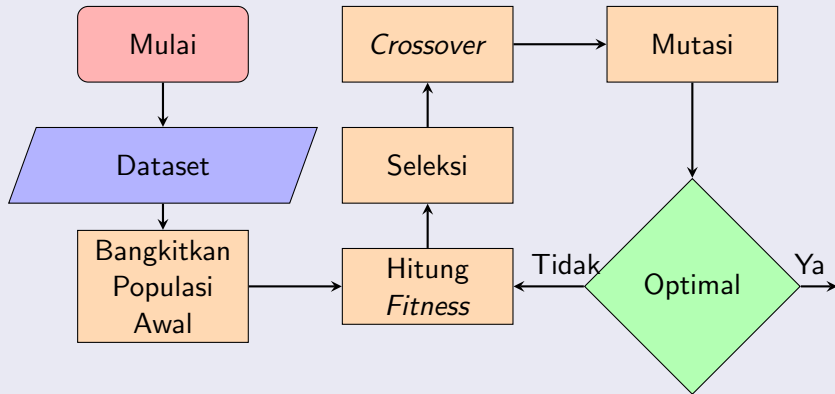 Mulai
Dataset
Bangkitkan
Populasi
Awal
Hitung
Fitness
Seleksi
Crossover
Mutasi
Optimal
Tidak
Ya